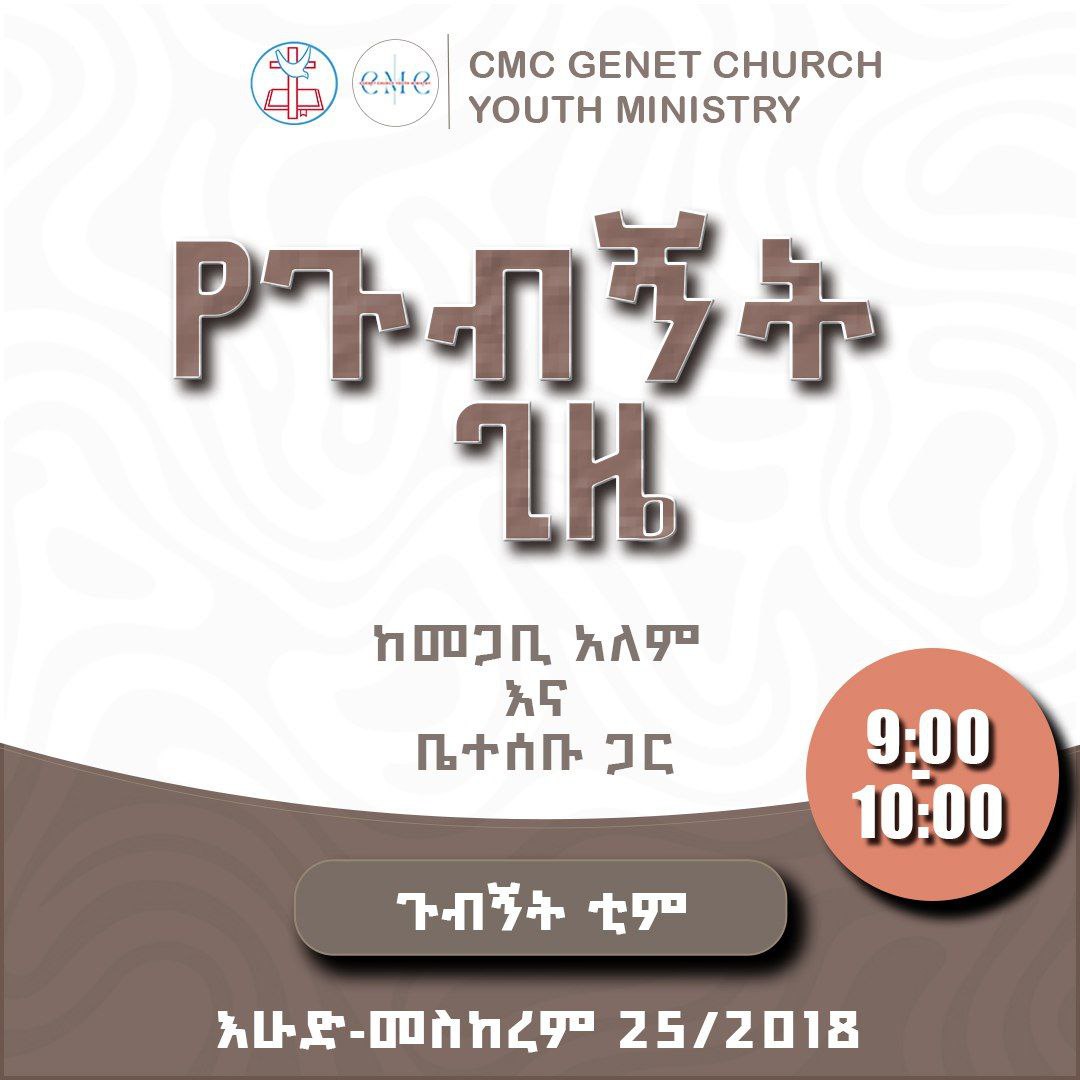 CMC GENET CHURCH
YOUTH MINISTRY
የጉብኝት
ጊዜ
ከመጋቢ አለም
እና
ቤተሰቡ ጋር
9:00
-
10:00
ጉብኝት ቲም
እሁድ-መስከረም 25/2018